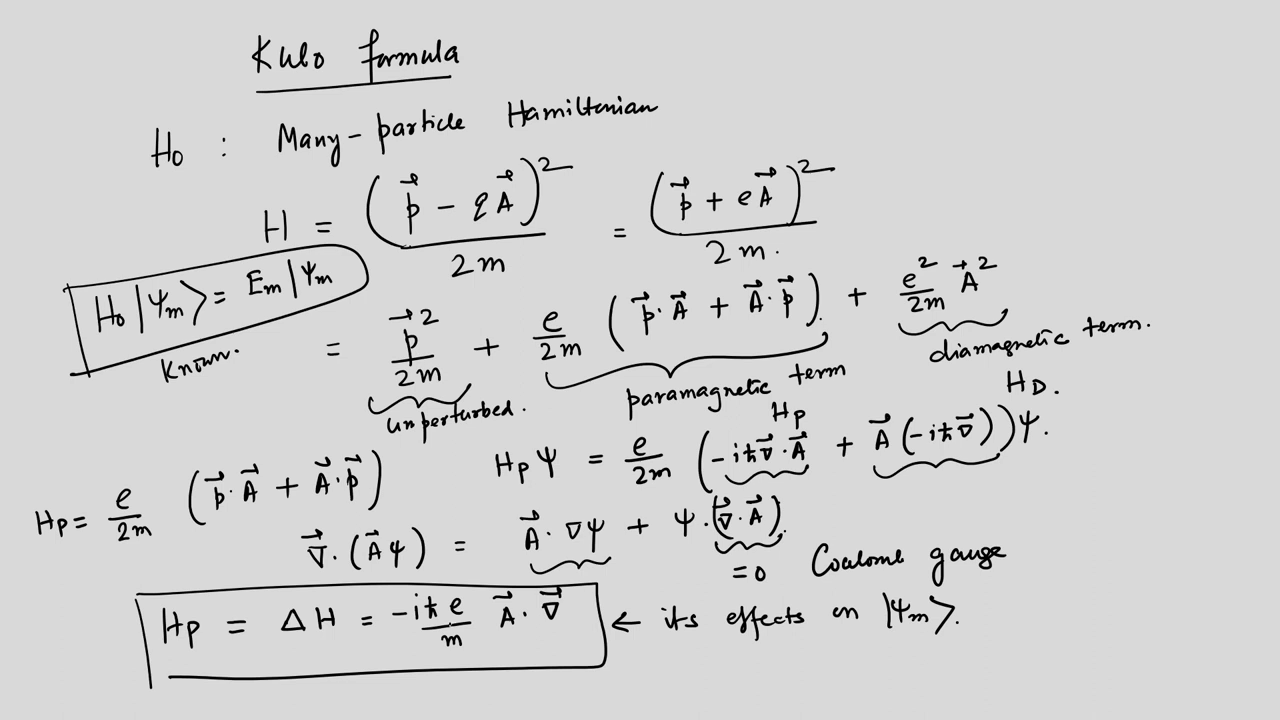 Kubo formula
H₀ : Many-particle Hamiltonian
H = (p⃗ - qA⃗)² / 2m = (p⃗ + eA⃗)² / 2m.
H₀|ψₘ⟩ = Eₘ|ψₘ
Known.
= p⃗²/2m + e/2m (p⃗·A⃗ + A⃗·p⃗) + e²/2m A⃗²
unperturbed.
paramagnetic term
Hp
diamagnetic term.
H_D.
Hp ψ = e/2m (-iħ∇⃗·A⃗ + A⃗(-iħ∇⃗))ψ.
Hp = e/2m (p⃗·A⃗ + A⃗·p⃗)
∇⃗·(A⃗ψ) = A⃗·∇ψ + ψ·(∇⃗·A⃗).
=0 Coulomb gauge
Hp = ΔH = -iħe/m A⃗·∇⃗ ← its effects on |ψₘ⟩.